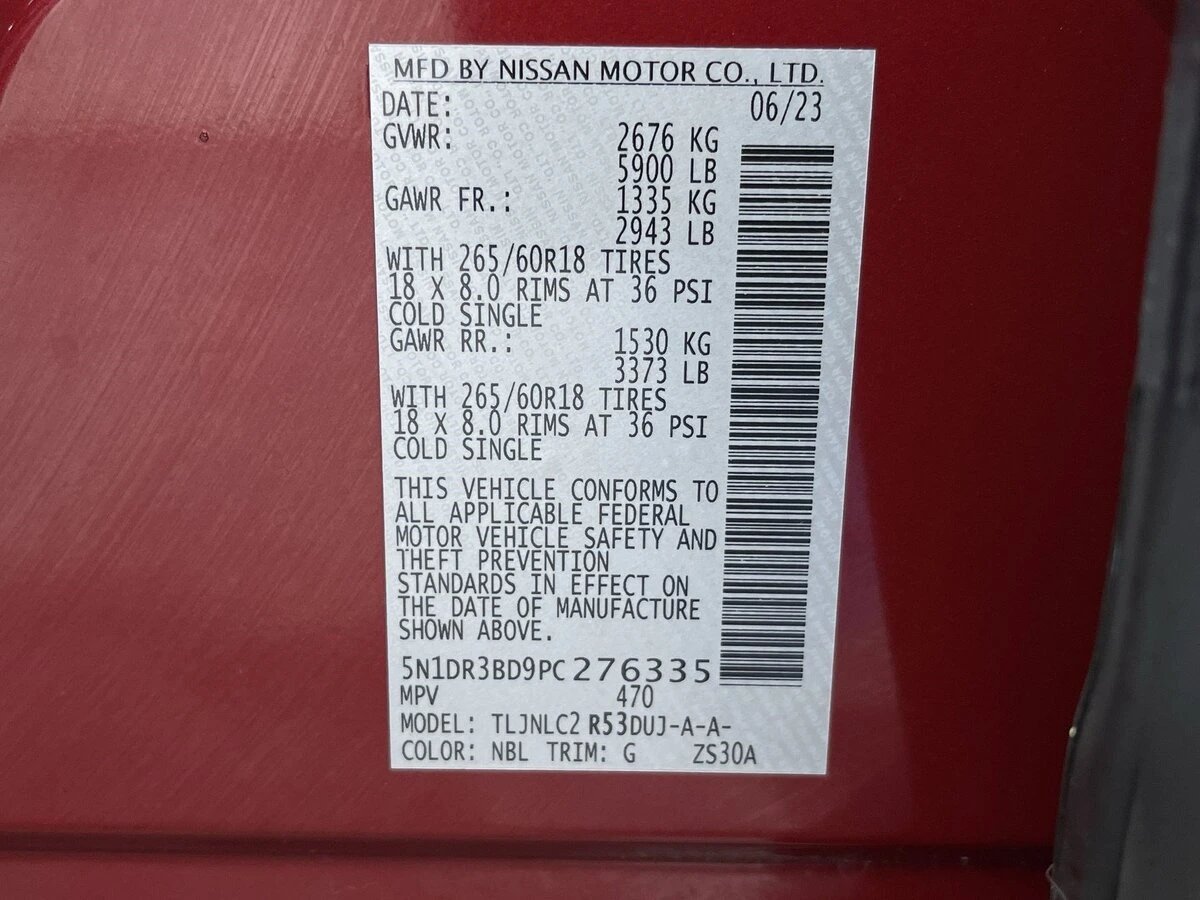 MFD BY NISSAN MOTOR CO., LTD.
DATE: 06/23
GVWR: 2676 KG
5900 LB
GAWR FR.: 1335 KG
2943 LB
WITH 265/60R18 TIRES
18 X 8.0 RIMS AT 36 PSI
COLD SINGLE
GAWR RR.: 1530 KG
3373 LB
WITH 265/60R18 TIRES
18 X 8.0 RIMS AT 36 PSI
COLD SINGLE
THIS VEHICLE CONFORMS TO
ALL APPLICABLE FEDERAL
MOTOR VEHICLE SAFETY AND
THEFT PREVENTION
STANDARDS IN EFFECT ON
THE DATE OF MANUFACTURE
SHOWN ABOVE.
5N1DR3BD9PC276335
MPV 470
MODEL: TLJNLC2 R53DUJ-A-A-
COLOR: NBL TRIM: G ZS30A